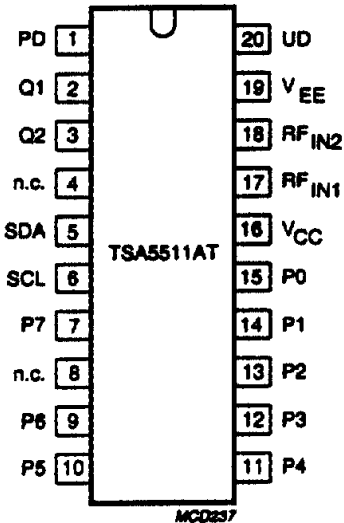 PD 1 20 UD
Q1 2 19 VEE
Q2 3 18 RFIN2
n.c. 4 17 RFIN1
SDA 5 16 VCC
TSA5511AT
SCL 6 15 P0
P7 7 14 P1
n.c. 8 13 P2
P6 9 12 P3
P5 10 11 P4
MCD237